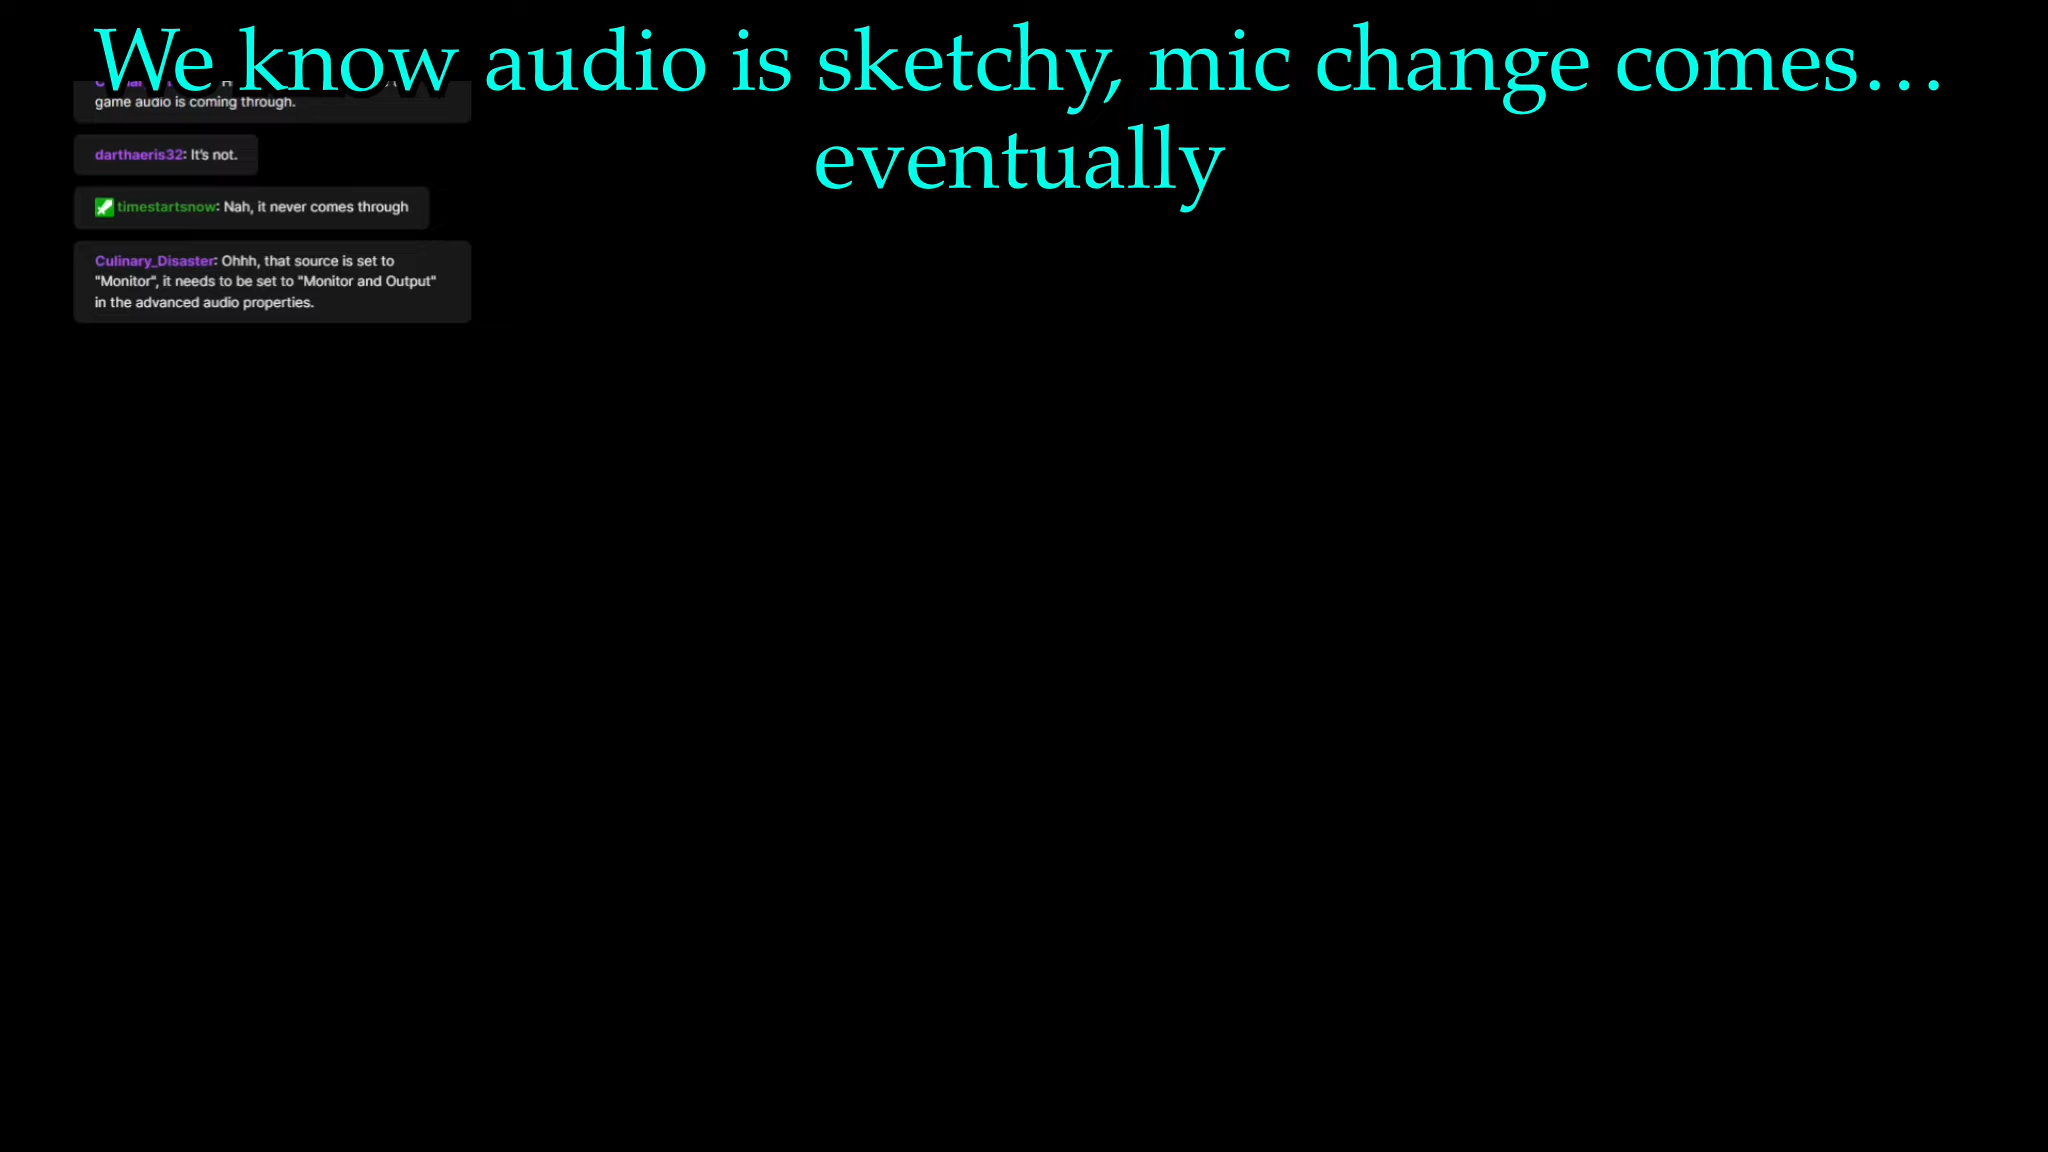 We know audio is sketchy, mic change comes...
eventually
game audio is coming through.
darthaeris32: It's not.
timestartsnow: Nah, it never comes through
Culinary_Disaster: Ohhh, that source is set to
"Monitor", it needs to be set to "Monitor and Output"
in the advanced audio properties.